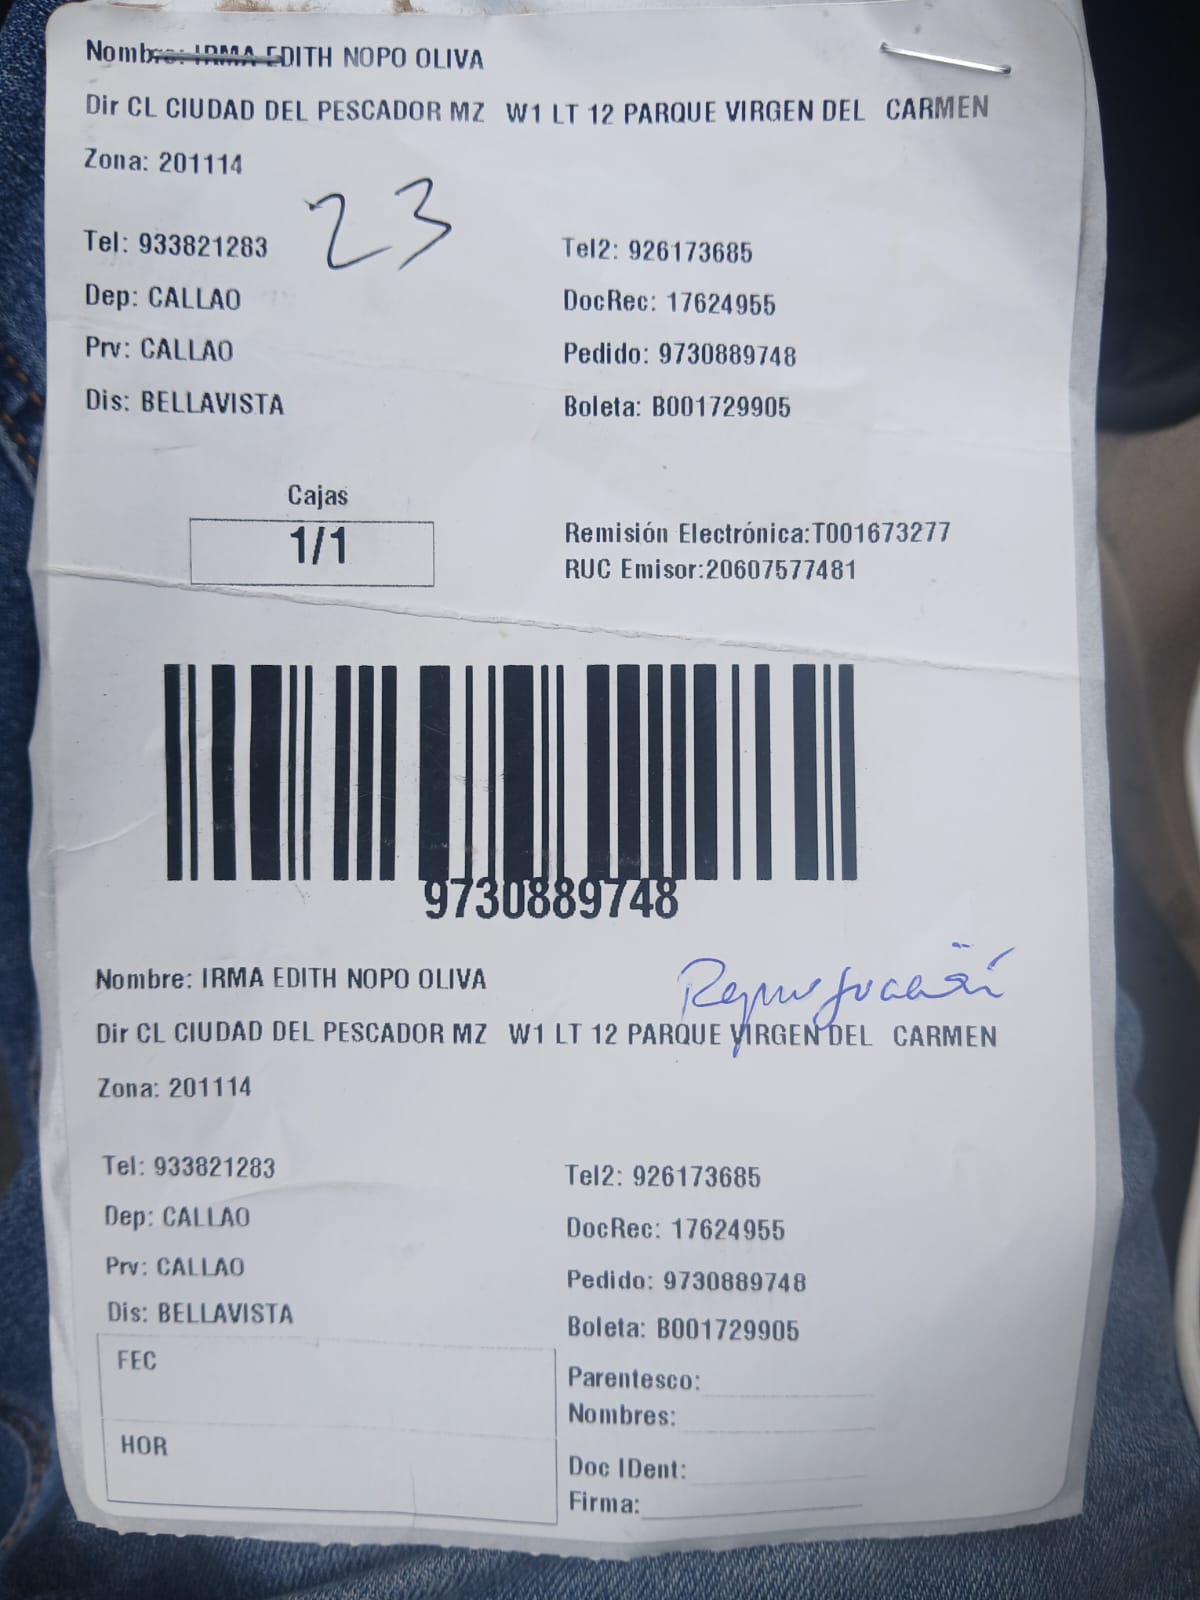 Nombre: IRMA EDITH NOPO OLIVA
Dir CL CIUDAD DEL PESCADOR MZ W1 LT 12 PARQUE VIRGEN DEL CARMEN
Zona: 201114
23
Tel: 933821283
Tel2: 926173685
Dep: CALLAO
DocRec: 17624955
Prv: CALLAO
Pedido: 9730889748
Dis: BELLAVISTA
Boleta: B001729905
Cajas
1/1
Remisión Electrónica:T001673277
RUC Emisor:20607577481
9730889748
Nombre: IRMA EDITH NOPO OLIVA
Dir CL CIUDAD DEL PESCADOR MZ W1 LT 12 PARQUE VIRGEN DEL CARMEN
Zona: 201114
Tel: 933821283
Tel2: 926173685
Dep: CALLAO
DocRec: 17624955
Prv: CALLAO
Pedido: 9730889748
Dis: BELLAVISTA
Boleta: B001729905
FEC
HOR
Parentesco:
Nombres:
Doc IDent:
Firma: